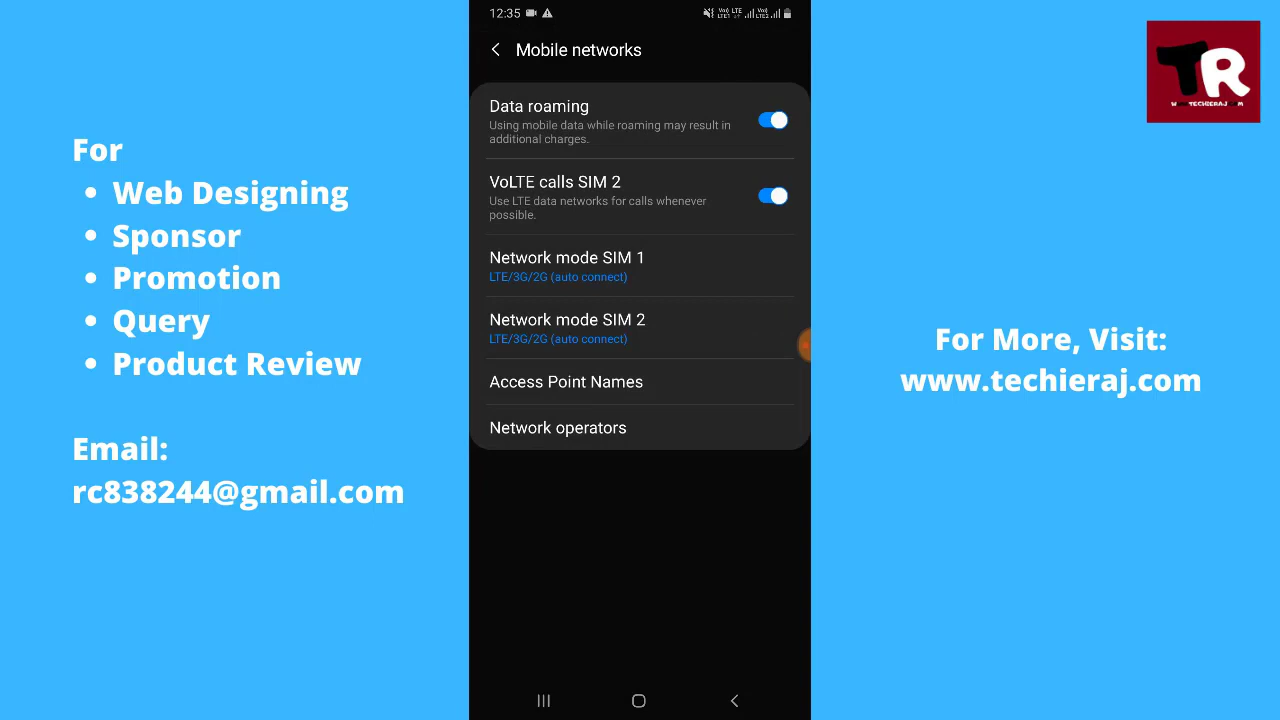 For
• Web Designing
• Sponsor
• Promotion
• Query
• Product Review
Email:
rc838244@gmail.com
12:35
Mobile networks
Data roaming
Using mobile data while roaming may result in
additional charges.
VoLTE calls SIM 2
Use LTE data networks for calls whenever
possible.
Network mode SIM 1
LTE/3G/2G (auto connect)
Network mode SIM 2
LTE/3G/2G (auto connect)
Access Point Names
Network operators
TR
For More, Visit:
www.techieraj.com